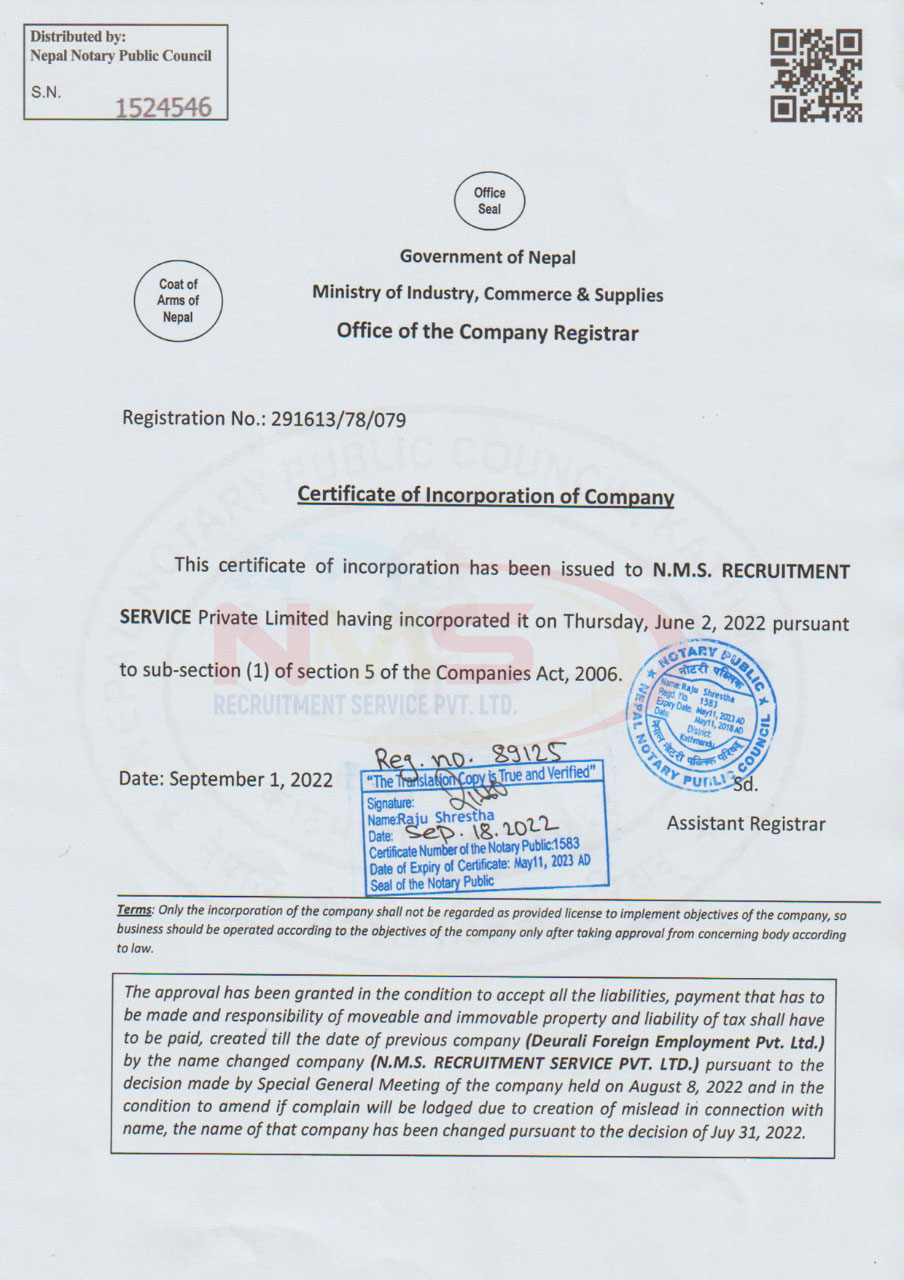 Distributed by:
Nepal Notary Public Council
S.N.
1524546
Office
Seal
Coat of
Arms of
Nepal
Government of Nepal
Ministry of Industry, Commerce & Supplies
Office of the Company Registrar
Registration No.: 291613/78/079
Certificate of Incorporation of Company
This certificate of incorporation has been issued to N.M.S. RECRUITMENT
SERVICE Private Limited having incorporated it on Thursday, June 2, 2022 pursuant
to sub-section (1) of section 5 of the Companies Act, 2006.
NMS
RECRUITMENT SERVICE PVT. LTD.
NOTARY PUBLIC
नोटरी पब्लिक
Name: Raju Shrestha
Regd. No. 1583
Expiry Date: May11, 2023 AD
Date: May11, 2018 AD
District:
Kathmandu
नेपाल नोटरी पब्लिक परिषद्
NEPAL NOTARY PUBLIC COUNCIL
Date: September 1, 2022
Reg. no. 89125
"The Translation Copy is True and Verified"
Signature:
Name:Raju Shrestha
Date: Sep. 18. 2022
Certificate Number of the Notary Public:1583
Date of Expiry of Certificate: May11, 2023 AD
Seal of the Notary Public
Sd.
Assistant Registrar
Terms: Only the incorporation of the company shall not be regarded as provided license to implement objectives of the company, so
business should be operated according to the objectives of the company only after taking approval from concerning body according
to law.
The approval has been granted in the condition to accept all the liabilities, payment that has to
be made and responsibility of moveable and immovable property and liability of tax shall have
to be paid, created till the date of previous company (Deurali Foreign Employment Pvt. Ltd.)
by the name changed company (N.M.S. RECRUITMENT SERVICE PVT. LTD.) pursuant to the
decision made by Special General Meeting of the company held on August 8, 2022 and in the
condition to amend if complain will be lodged due to creation of mislead in connection with
name, the name of that company has been changed pursuant to the decision of Juy 31, 2022.